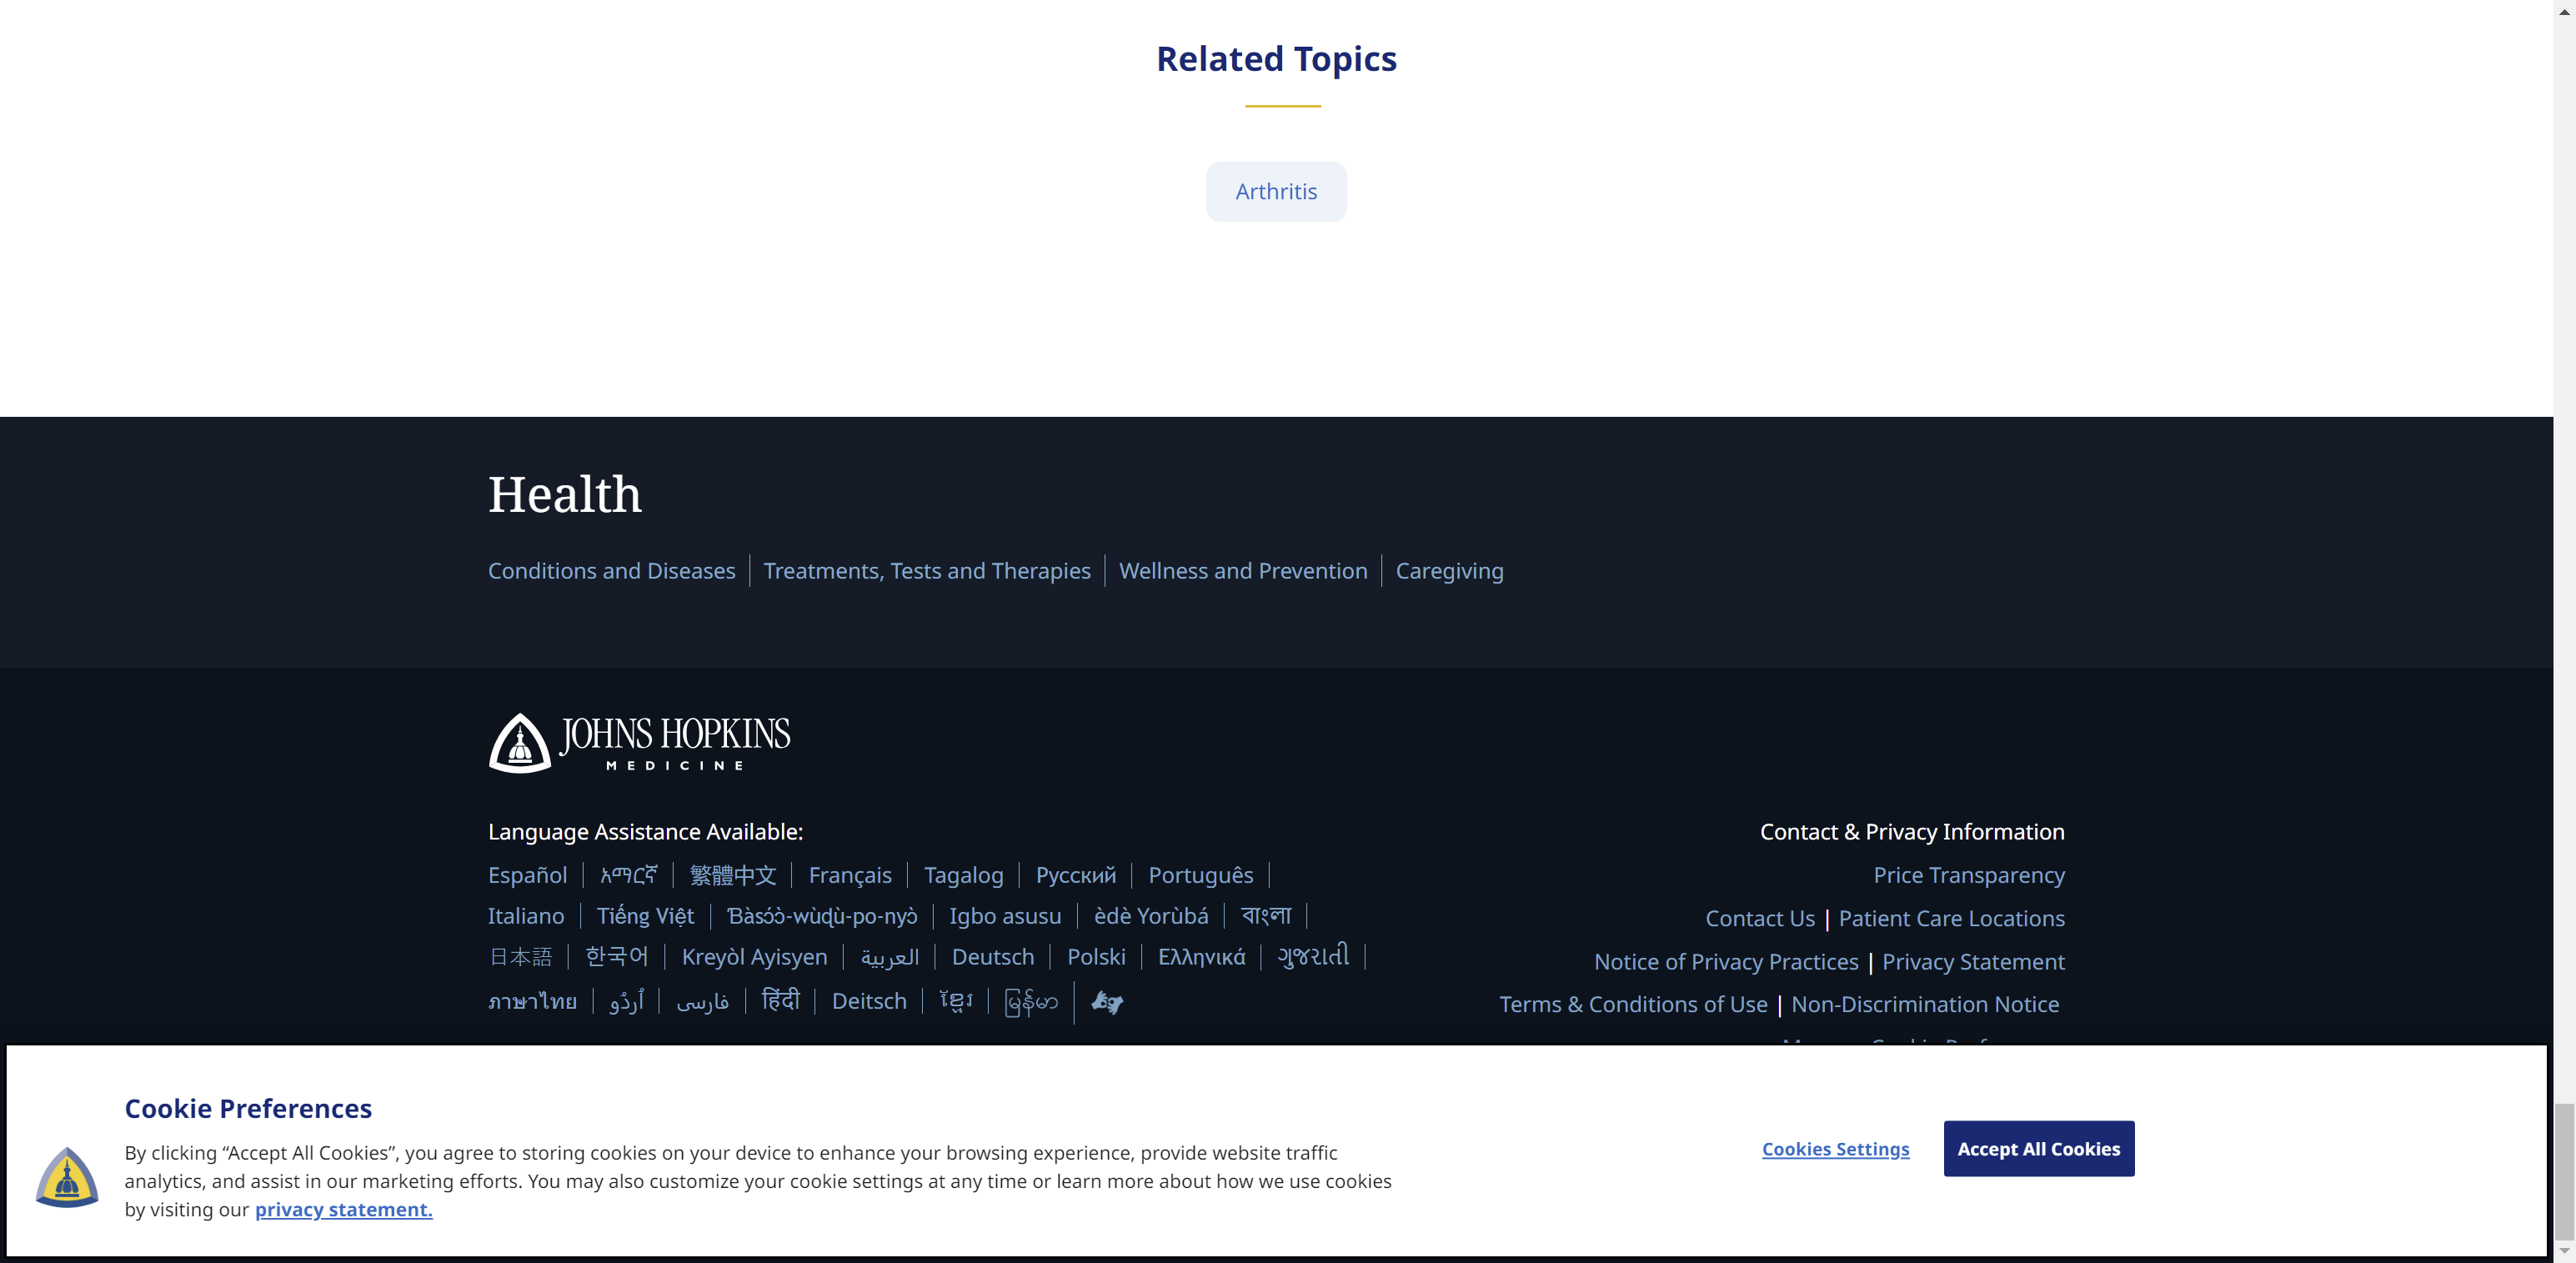 Related Topics
Arthritis
Health
Conditions and Diseases | Treatments, Tests and Therapies | Wellness and Prevention | Caregiving
JOHNS HOPKINS
MEDICINE
Language Assistance Available:
Español | አማርኛ | 繁體中文 | Français | Tagalog | Русский | Português |
Italiano | Tiếng Việt | Ɓàsɔ́ɔ̀-wùɖù-po-nyɔ̀ | Igbo asusu | èdè Yorùbá | বাংলা |
日本語 | 한국어 | Kreyòl Ayisyen | العربية | Deutsch | Polski | Ελληνικά | ગુજરાતી |
ภาษาไทย | اُردُو | فارسی | हिंदी | Deitsch | ខ្មែរ | မြန်မာ |
Contact & Privacy Information
Price Transparency
Contact Us | Patient Care Locations
Notice of Privacy Practices | Privacy Statement
Terms & Conditions of Use | Non-Discrimination Notice
Cookie Preferences
By clicking “Accept All Cookies”, you agree to storing cookies on your device to enhance your browsing experience, provide website traffic
analytics, and assist in our marketing efforts. You may also customize your cookie settings at any time or learn more about how we use cookies
by visiting our privacy statement.
Cookies Settings
Accept All Cookies